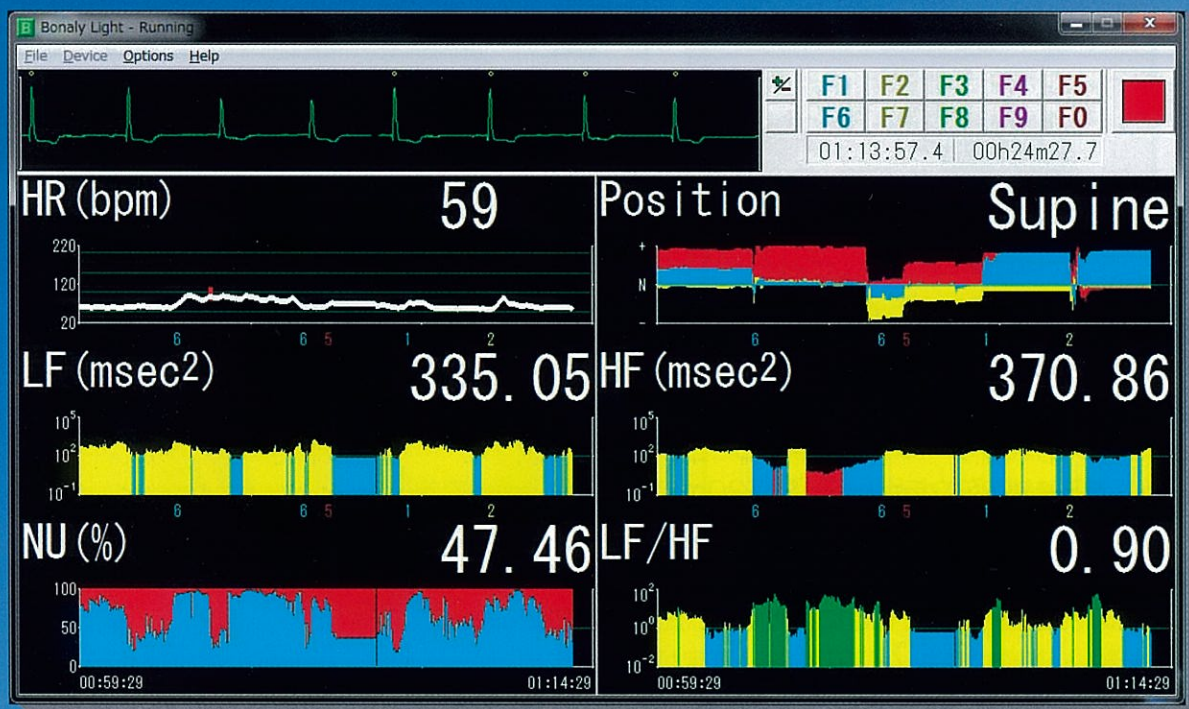 Bonaly Light - Running
File Device Options Help
F1 F2 F3 F4 F5
F6 F7 F8 F9 F0
01:13:57.4 00h24m27.7
HR(bpm) 59
220
120
20
6 6 5 1 2
Position Supine
+
N
-
6 6 5 1 2
LF(msec2) 335.05
10⁵
10²
10⁻¹
6 6 5 1 2
HF(msec2) 370.86
10⁵
10²
10⁻¹
6 6 5 1 2
NU(%) 47.46
100
50
0
00:59:29 01:14:29
LF/HF 0.90
10²
10⁰
10⁻²
00:59:29 01:14:29